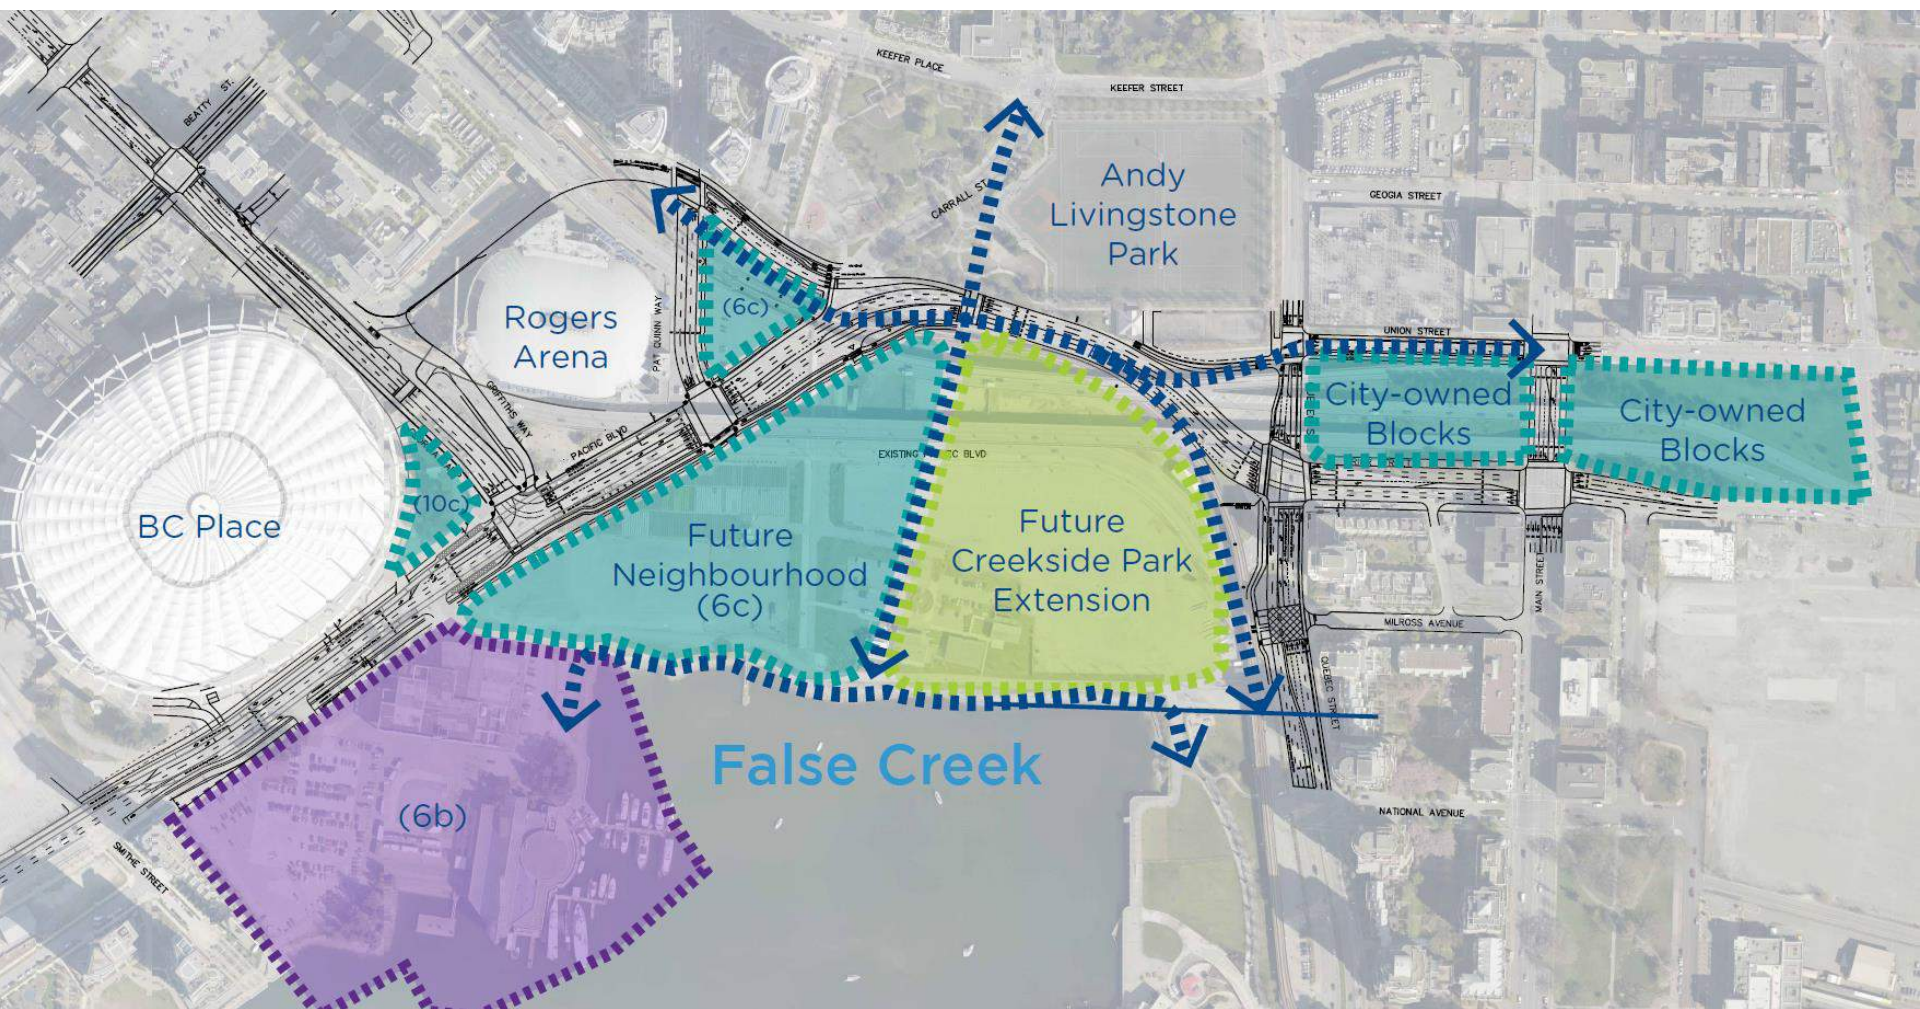 KEEFER PLACE
KEEFER STREET
BEATTY ST.
Andy
Livingstone
Park
CARRALL ST
GEOGIA STREET
Rogers
Arena
PAT QUINN WAY
(6c)
UNION STREET
GRIFFITHS WAY
PACIFIC BLVD
City-owned
Blocks
City-owned
Blocks
EXISTING BLVD
(10c)
BC Place
Future
Neighbourhood
(6c)
Future
Creekside Park
Extension
MAIN STREET
MILROSS AVENUE
QUEBEC STREET
False Creek
(6b)
NATIONAL AVENUE
SMITHE STREET